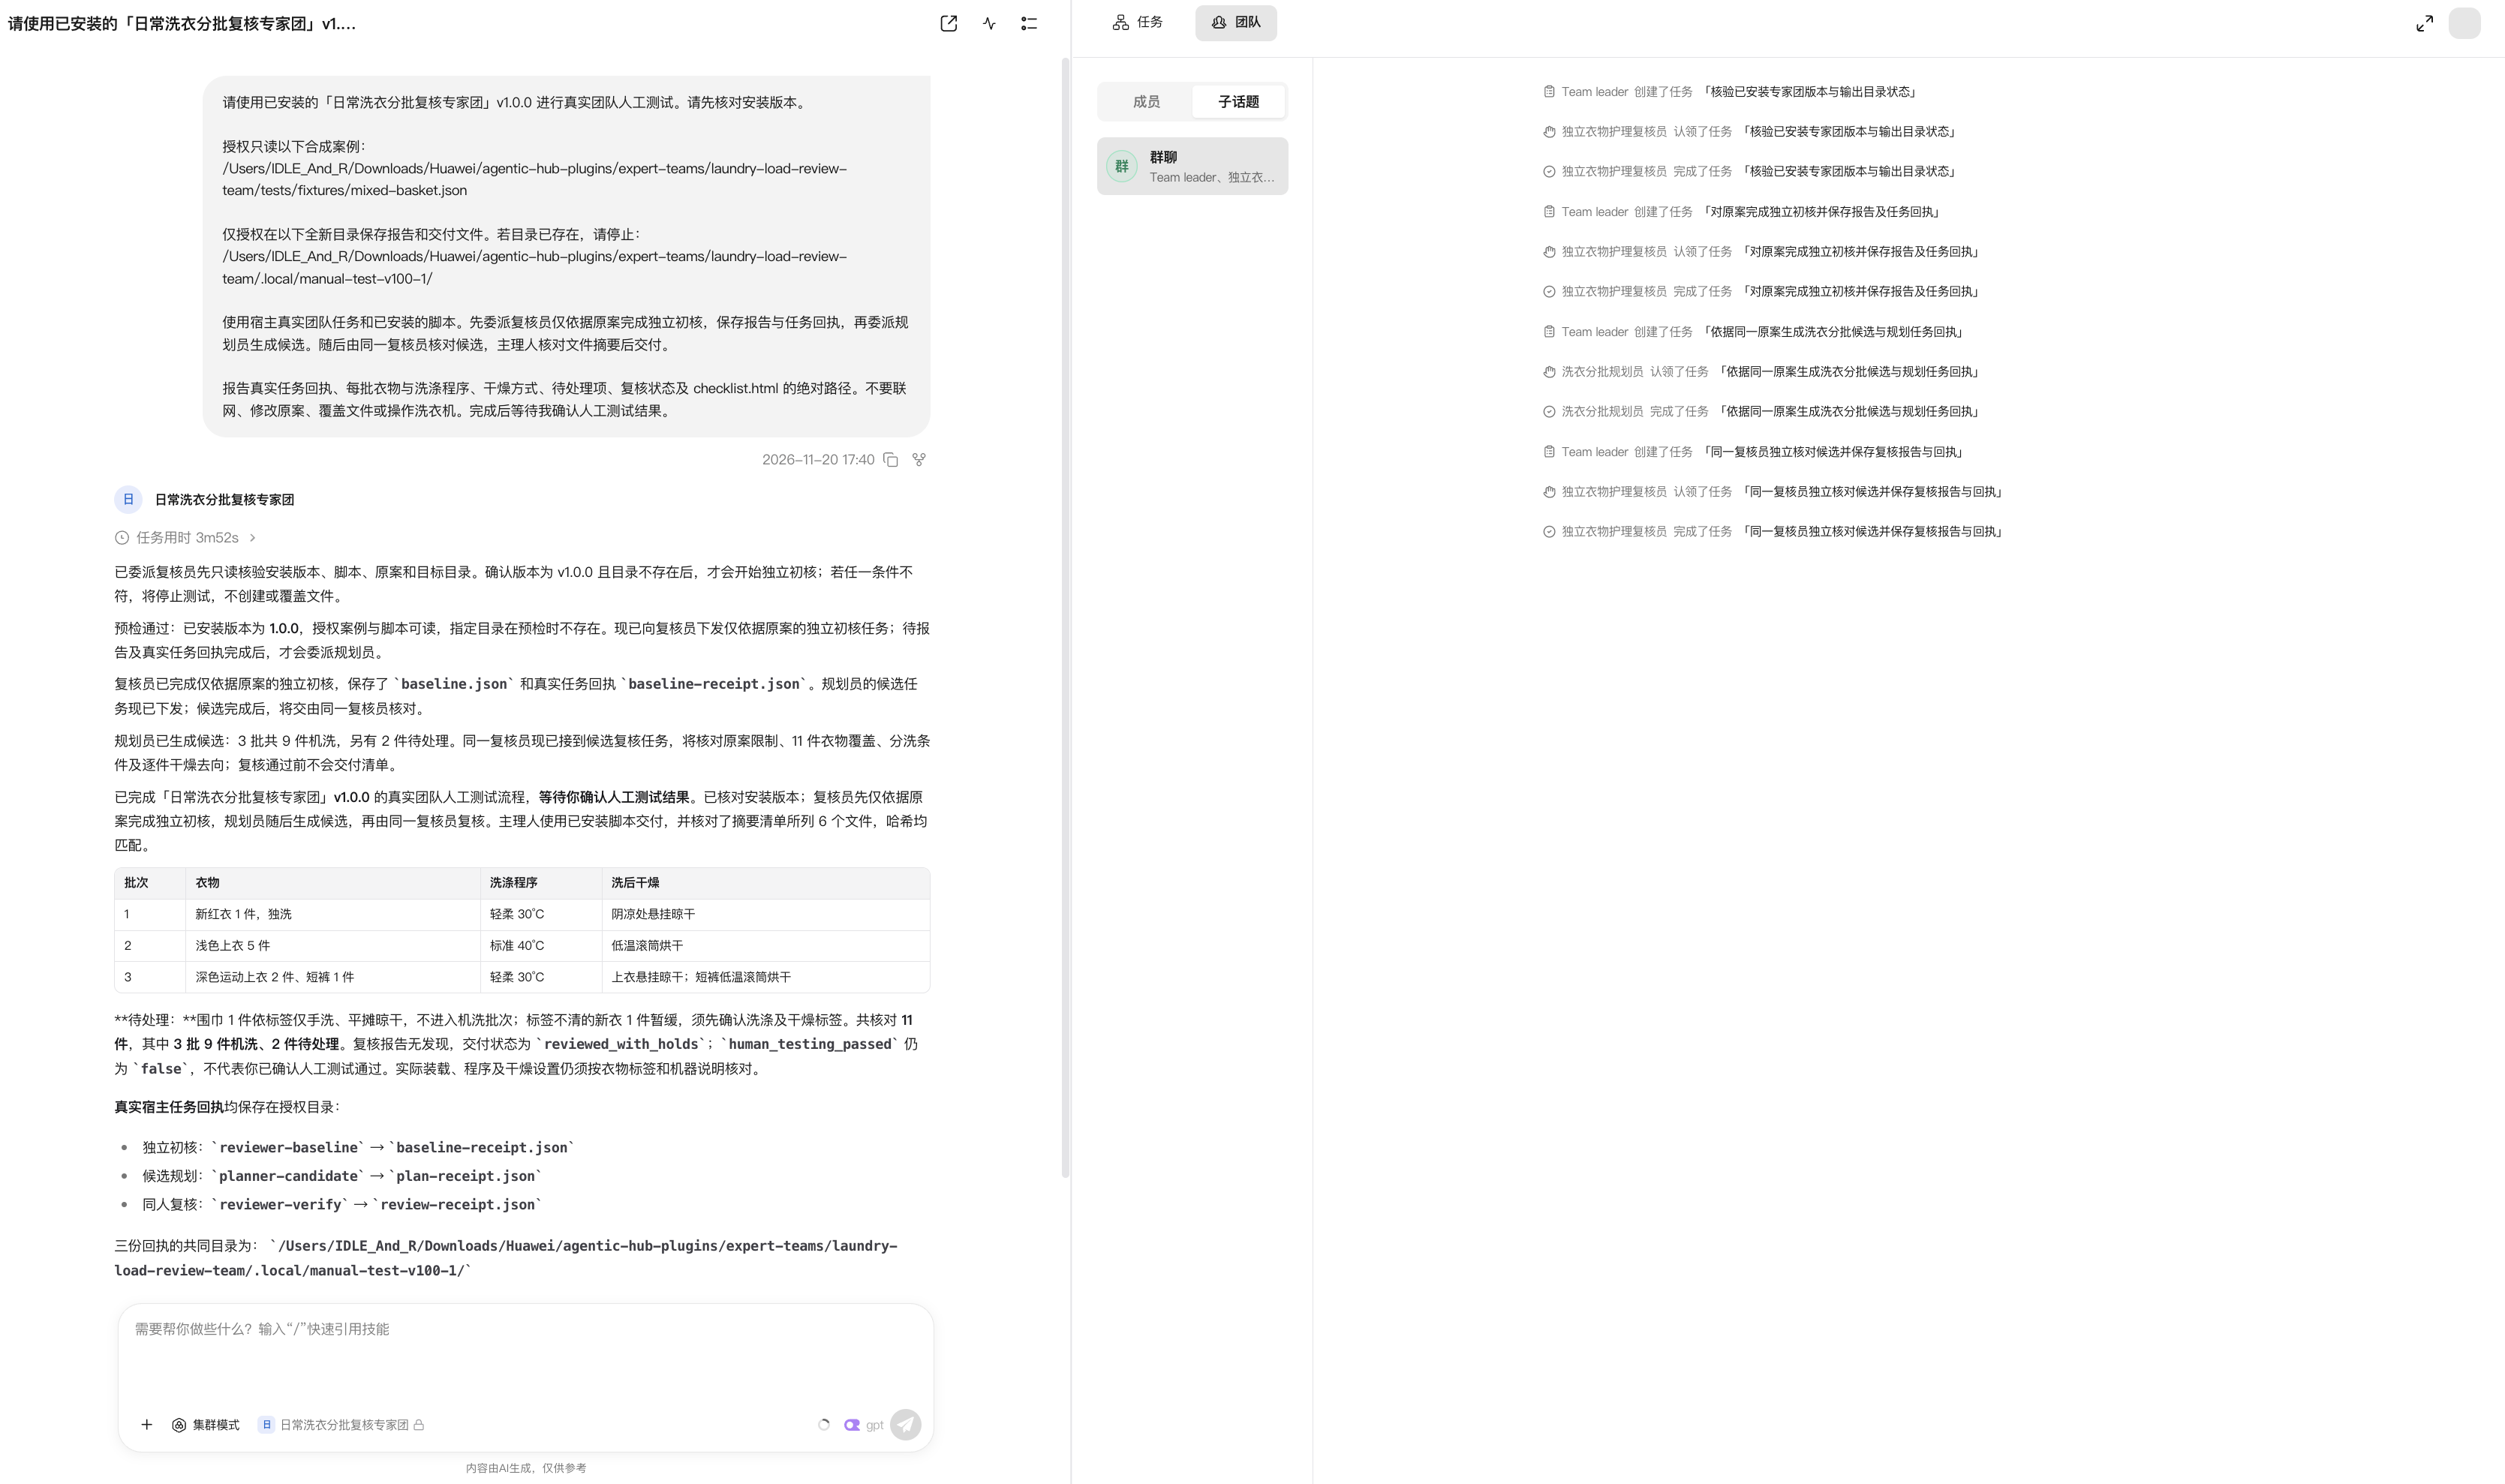 请使用已安装的「日常洗衣分批复核专家团」v1....
请使用已安装的「日常洗衣分批复核专家团」v1.0.0 进行真实团队人工测试。请先核对安装版本。
授权只读以下合成案例：
/Users/IDLE_And_R/Downloads/Huawei/agentic-hub-plugins/expert-teams/laundry-load-review-
team/tests/fixtures/mixed-basket.json
仅授权在以下全新目录保存报告和交付文件。若目录已存在，请停止：
/Users/IDLE_And_R/Downloads/Huawei/agentic-hub-plugins/expert-teams/laundry-load-review-
team/.local/manual-test-v100-1/
使用宿主真实团队任务和已安装的脚本。先委派复核员仅依据原案完成独立初核，保存报告与任务回执，再委派规
划员生成候选。随后由同一复核员核对候选，主理人核对文件摘要后交付。
报告真实任务回执、每批衣物与洗涤程序、干燥方式、待处理项、复核状态及 checklist.html 的绝对路径。不要联
网、修改原案、覆盖文件或操作洗衣机。完成后等待我确认人工测试结果。
2026-11-20 17:40
日 日常洗衣分批复核专家团
任务用时 3m52s
已委派复核员先只读核验安装版本、脚本、原案和目标目录。确认版本为 v1.0.0 且目录不存在后，才会开始独立初核；若任一条件不
符，将停止测试，不创建或覆盖文件。
预检通过：已安装版本为 1.0.0，授权案例与脚本可读，指定目录在预检时不存在。现已向复核员下发仅依据原案的独立初核任务；待报
告及真实任务回执完成后，才会委派规划员。
复核员已完成仅依据原案的独立初核，保存了 `baseline.json` 和真实任务回执 `baseline-receipt.json`。规划员的候选任
务现已下发；候选完成后，将交由同一复核员核对。
规划员已生成候选：3 批共 9 件机洗，另有 2 件待处理。同一复核员现已接到候选复核任务，将核对原案限制、11 件衣物覆盖、分洗条
件及逐件干燥去向；复核通过前不会交付清单。
已完成「日常洗衣分批复核专家团」v1.0.0 的真实团队人工测试流程，等待你确认人工测试结果。已核对安装版本；复核员先仅依据原
案完成独立初核，规划员随后生成候选，再由同一复核员复核。主理人使用已安装脚本交付，并核对了摘要清单所列 6 个文件，哈希均
匹配。
批次 衣物 洗涤程序 洗后干燥
1 新红衣 1 件，独洗 轻柔 30°C 阴凉处悬挂晾干
2 浅色上衣 5 件 标准 40°C 低温滚筒烘干
3 深色运动上衣 2 件、短裤 1 件 轻柔 30°C 上衣悬挂晾干；短裤低温滚筒烘干
**待处理：**围巾 1 件依标签仅手洗、平摊晾干，不进入机洗批次；标签不清的新衣 1 件暂缓，须先确认洗涤及干燥标签。共核对 11
件，其中 3 批 9 件机洗、2 件待处理。复核报告无发现，交付状态为 `reviewed_with_holds`；`human_testing_passed` 仍
为 `false`，不代表你已确认人工测试通过。实际装载、程序及干燥设置仍须按衣物标签和机器说明核对。
真实宿主任务回执均保存在授权目录：
• 独立初核：`reviewer-baseline` → `baseline-receipt.json`
• 候选规划：`planner-candidate` → `plan-receipt.json`
• 同人复核：`reviewer-verify` → `review-receipt.json`
三份回执的共同目录为： `/Users/IDLE_And_R/Downloads/Huawei/agentic-hub-plugins/expert-teams/laundry-
load-review-team/.local/manual-test-v100-1/`
需要帮你做些什么？输入“/”快速引用技能
集群模式 日 日常洗衣分批复核专家团 gpt
内容由AI生成，仅供参考
任务 团队
成员 子话题
群 群聊
Team leader、独立衣...
Team leader 创建了任务 「核验已安装专家团版本与输出目录状态」
独立衣物护理复核员 认领了任务 「核验已安装专家团版本与输出目录状态」
独立衣物护理复核员 完成了任务 「核验已安装专家团版本与输出目录状态」
Team leader 创建了任务 「对原案完成独立初核并保存报告及任务回执」
独立衣物护理复核员 认领了任务 「对原案完成独立初核并保存报告及任务回执」
独立衣物护理复核员 完成了任务 「对原案完成独立初核并保存报告及任务回执」
Team leader 创建了任务 「依据同一原案生成洗衣分批候选与规划任务回执」
洗衣分批规划员 认领了任务 「依据同一原案生成洗衣分批候选与规划任务回执」
洗衣分批规划员 完成了任务 「依据同一原案生成洗衣分批候选与规划任务回执」
Team leader 创建了任务 「同一复核员独立核对候选并保存复核报告与回执」
独立衣物护理复核员 认领了任务 「同一复核员独立核对候选并保存复核报告与回执」
独立衣物护理复核员 完成了任务 「同一复核员独立核对候选并保存复核报告与回执」